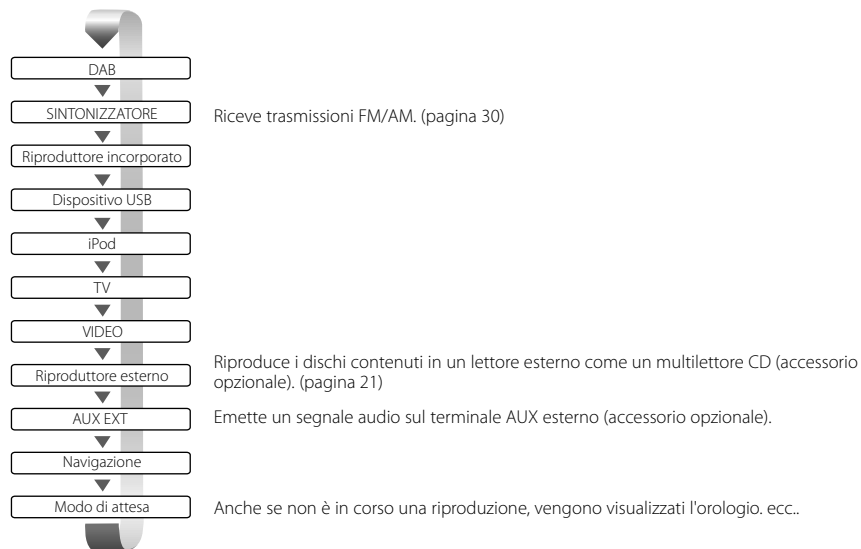 DAB
SINTONIZZATORE
Riceve trasmissioni FM/AM. (pagina 30)
Riproduttore incorporato
Dispositivo USB
iPod
TV
VIDEO
Riproduttore esterno
Riproduce i dischi contenuti in un lettore esterno come un multilettore CD (accessorio
opzionale). (pagina 21)
AUX EXT
Emette un segnale audio sul terminale AUX esterno (accessorio opzionale).
Navigazione
Modo di attesa
Anche se non è in corso una riproduzione, vengono visualizzati l'orologio. ecc..